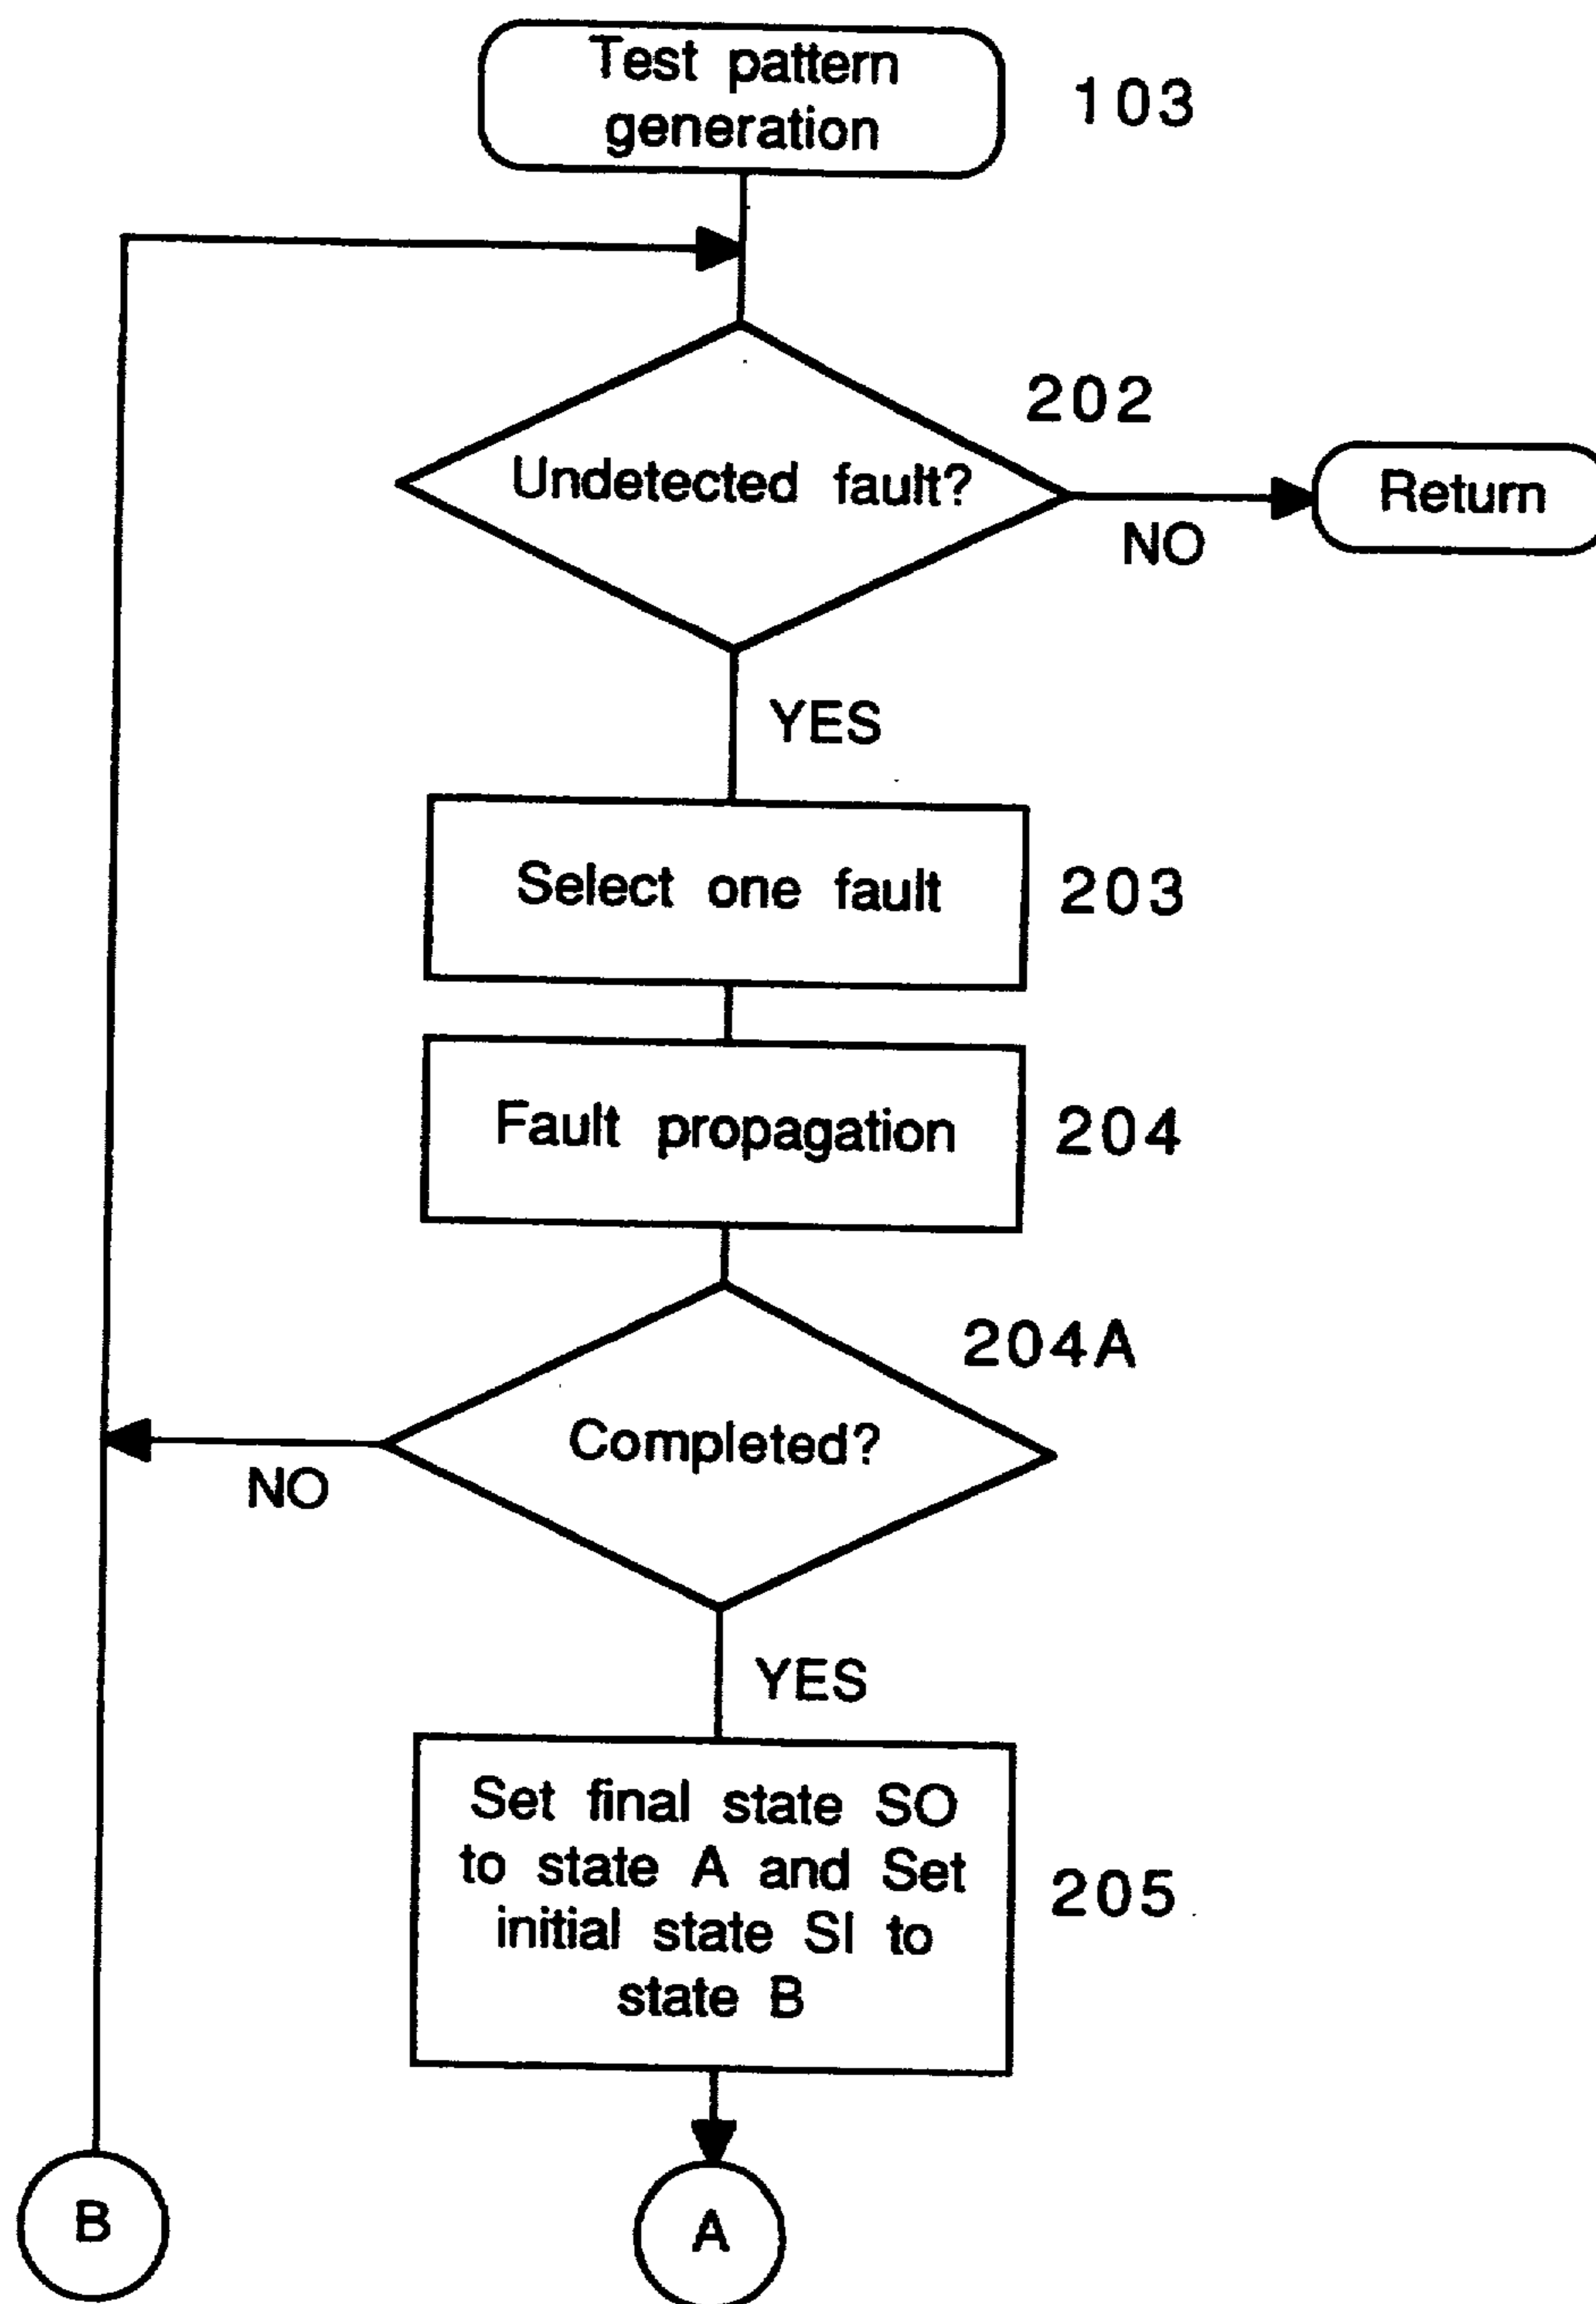 Test pattern
generation
103
202
Undetected fault?
Return
NO
YES
Select one fault
203
Fault propagation
204
204A
Completed?
NO
YES
Set final state SO
to state A and Set
initial state SI to
state B
205
B
A